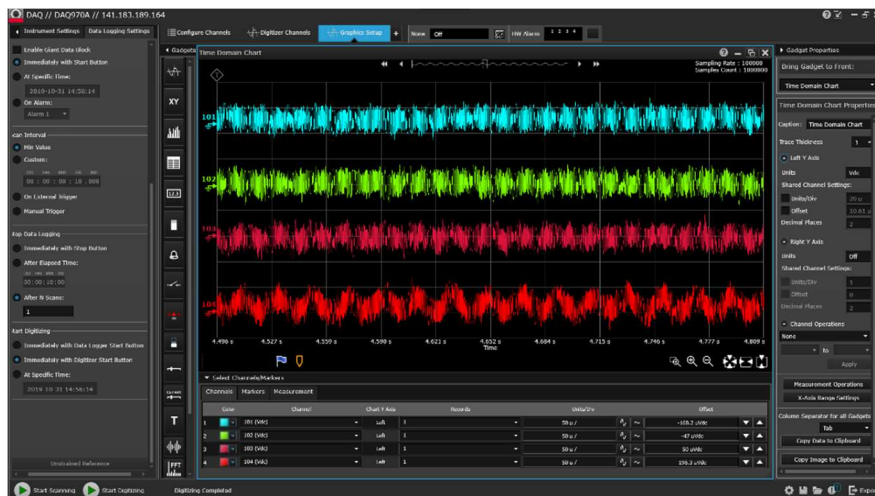 DAQ // DAQ970A // 141.183.189.164
Instrument Settings
Data Logging Settings
Configure Channels
Digitizer Channels
Graphics Setup
+
None
Off
HW Alarm
1 2 3 4
Enable Giant Data Block
Immediately with Start Button
At Specific Time:
2019-10-31 14:56:14
On Alarm:
Alarm 1
Scan Interval
Min Value
Custom:
On External Trigger
Manual Trigger
Stop Data Logging
Immediately with Stop Button
After Elapsed Time:
00:00:10:00
After N Scans:
1
Start Digitizing
Immediately with Data Logger Start Button
Immediately with Digitizer Start Button
At Specific Time:
2019-10-31 14:56:14
Unrestrained Reference
Gadgets
XY
T
FFT
Time Domain Chart
Sampling Rate : 100000
Samples Count : 1000000
101
102
103
104
4.496 s
4.527 s
4.559 s
4.590 s
4.621 s
4.652 s
4.684 s
4.715 s
4.746 s
4.777 s
4.809 s
Time
Select Channels/Markers
Channels
Markers
Measurement
Color
Channel
Chart Y Axis
Records
Units/Div
Offset
1 101 (Vdc) Left 1 50 u / -168.2 uVdc
2 102 (Vdc) Left 1 50 u / -47 uVdc
3 103 (Vdc) Left 1 50 u / 50 uVdc
4 104 (Vdc) Left 1 50 u / 196.3 uVdc
Gadget Properties
Bring Gadget to Front:
Time Domain Chart
Time Domain Chart Properties
Caption: Time Domain Chart
Trace Thickness 1
Left Y Axis
Units Vdc
Shared Channel Settings:
Units/Div 20 u
Offset 10.61 u
Decimal Places 2
Right Y Axis
Units Off
Shared Channel Settings:
Units/Div 1
Offset 0
Decimal Places 2
Channel Operations
None
to
Apply
Measurement Operations
X-Axis Range Settings
Column Separator for all Gadgets
Tab
Copy Data to Clipboard
Copy Image to Clipboard
Start Scanning
Start Digitizing
Digitizing Completed
Export